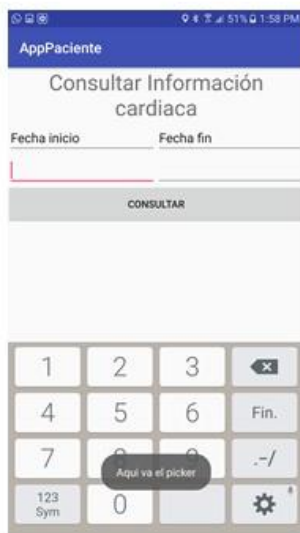 51% 1:58 PM
AppPaciente
Consultar Información
cardiaca
Fecha inicio Fecha fin
CONSULTAR
1 2 3
4 5 6 Fin.
7 .-/
Aqui va el picker
123
Sym
0